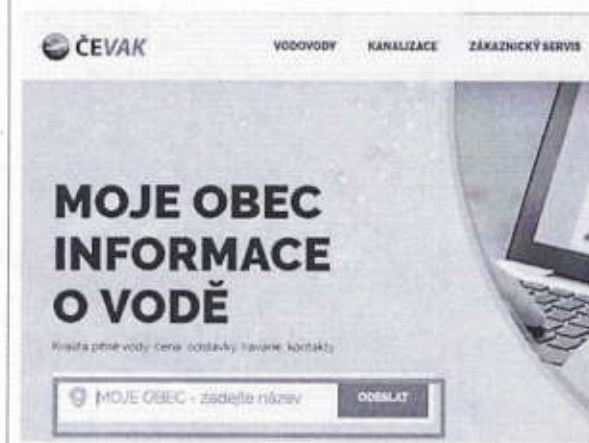 ČEVAK VODOVODY KANALIZACE ZÁKAZNICKÝ SERVIS
MOJE OBEC
INFORMACE
O VODĚ
Kvalita pitné vody, cena, odstávky, havárie, kontakty
MOJE OBEC - zadejte název ODESLAT